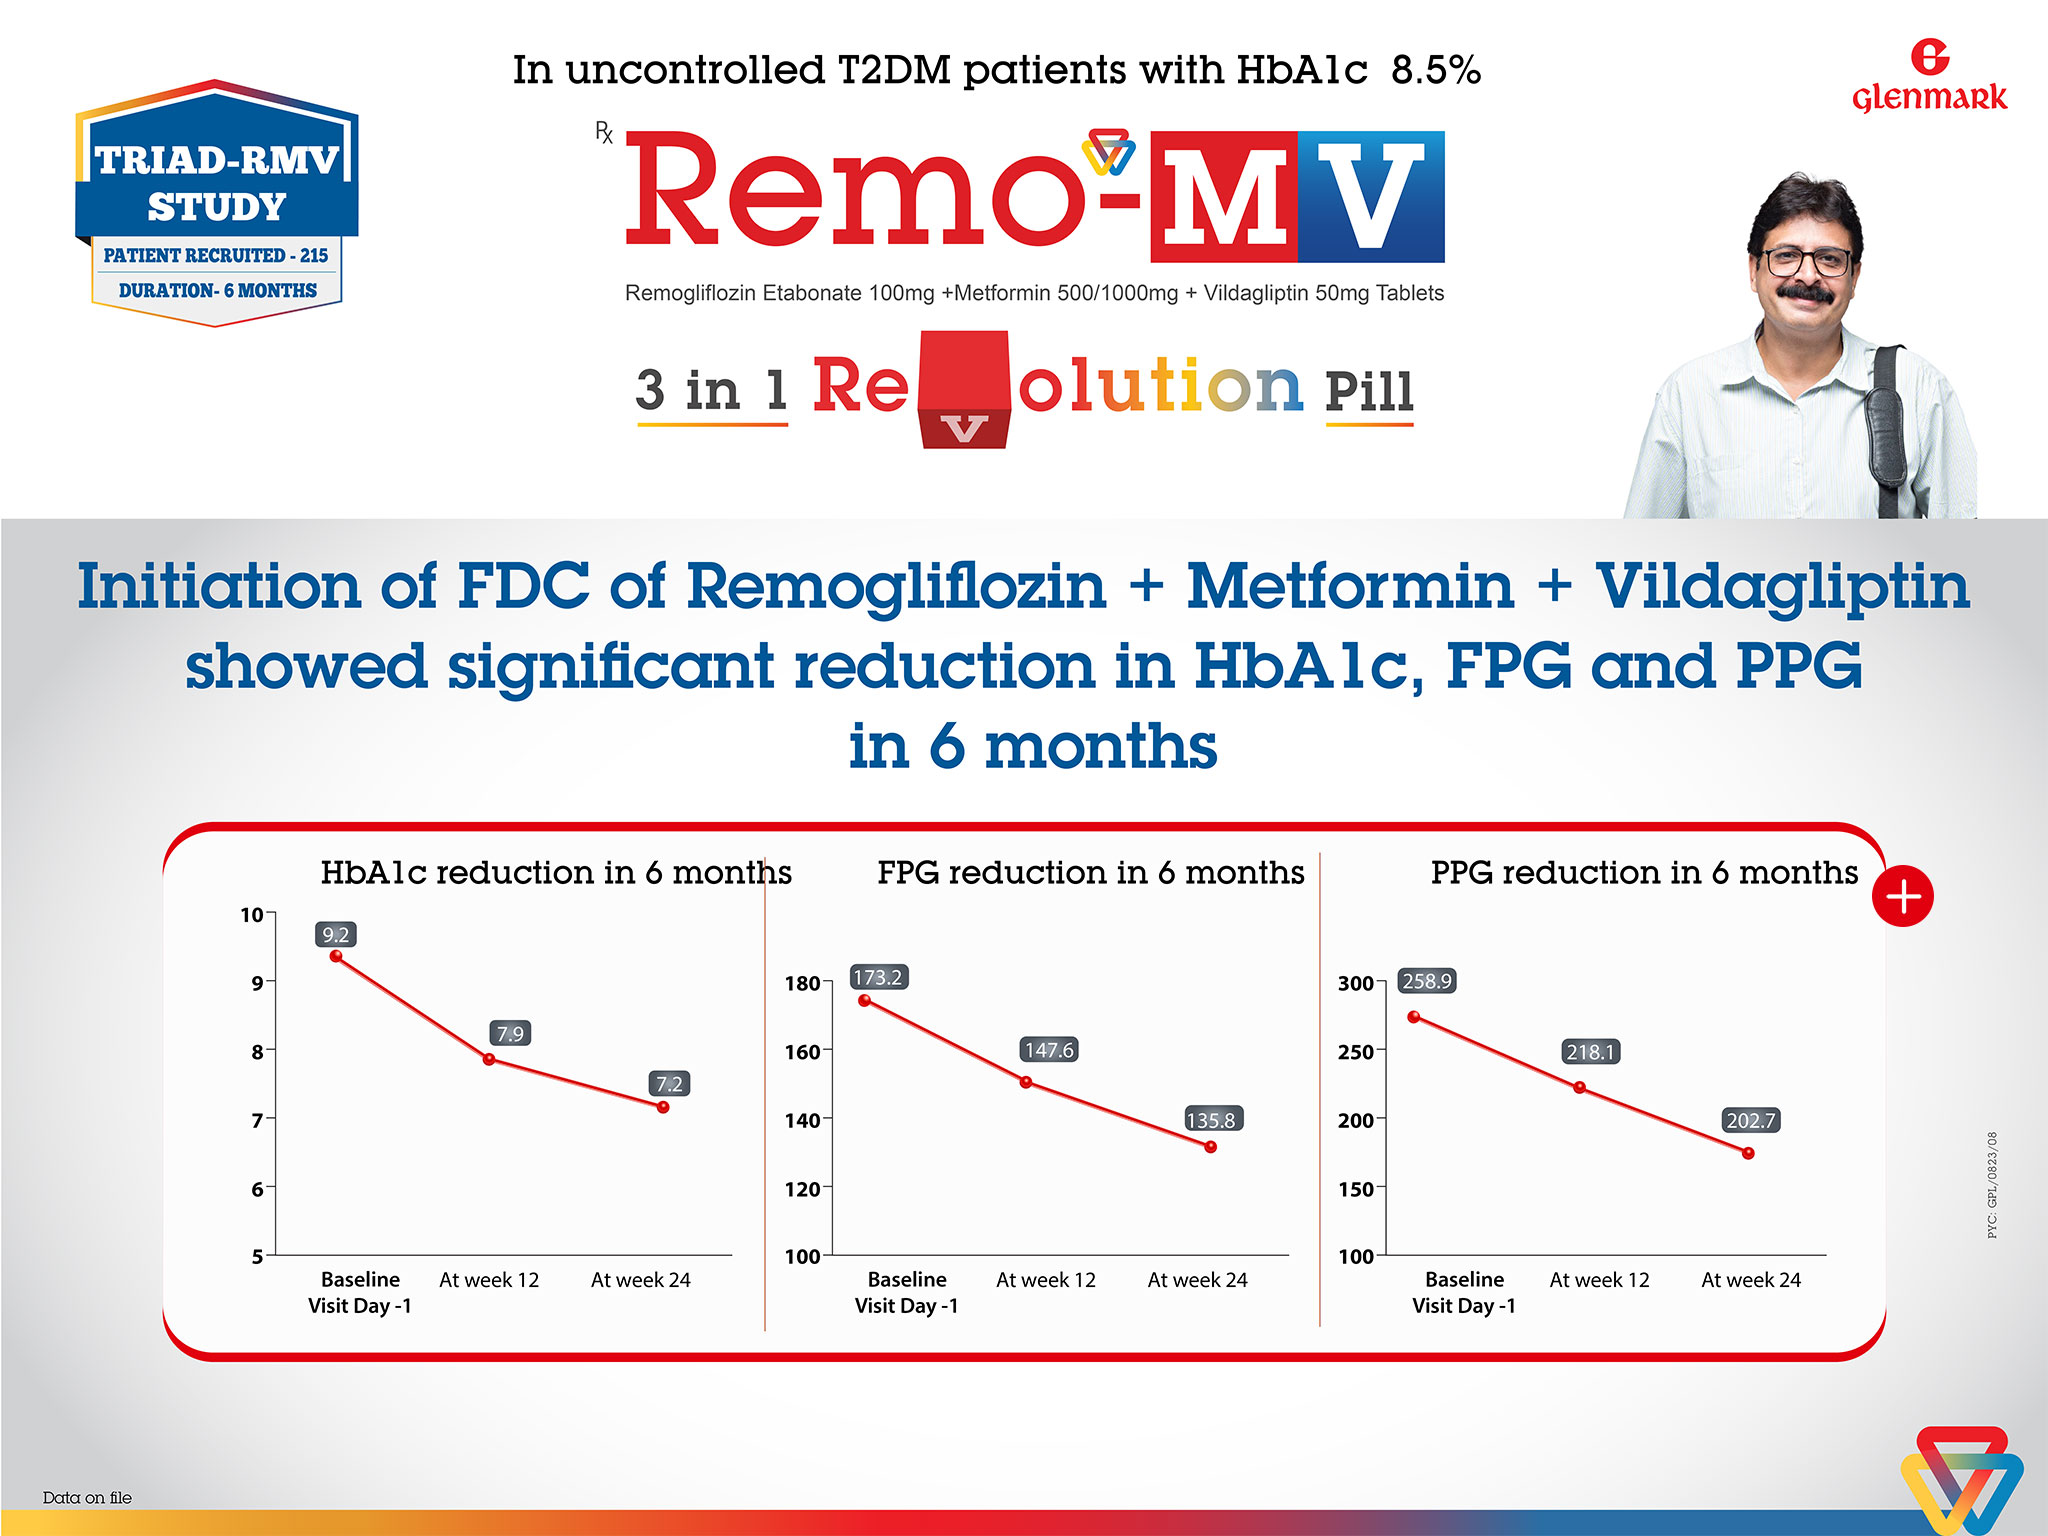 In uncontrolled T2DM patients with HbA1c 8.5%
Glenmark
TRIAD-RMV
STUDY
PATIENT RECRUITED - 215
DURATION- 6 MONTHS
Rx Remo-MV
Remogliflozin Etabonate 100mg +Metformin 500/1000mg + Vildagliptin 50mg Tablets
3 in 1 ReVolution Pill
Initiation of FDC of Remogliflozin + Metformin + Vildagliptin
showed significant reduction in HbA1c, FPG and PPG
in 6 months
HbA1c reduction in 6 months
10
9
8
7
6
5
9.2
7.9
7.2
Baseline
Visit Day -1
At week 12
At week 24
FPG reduction in 6 months
180
160
140
120
100
173.2
147.6
135.8
Baseline
Visit Day -1
At week 12
At week 24
PPG reduction in 6 months
+
300
250
200
150
100
258.9
218.1
202.7
Baseline
Visit Day -1
At week 12
At week 24
PYC: GPL/0823/08
Data on file